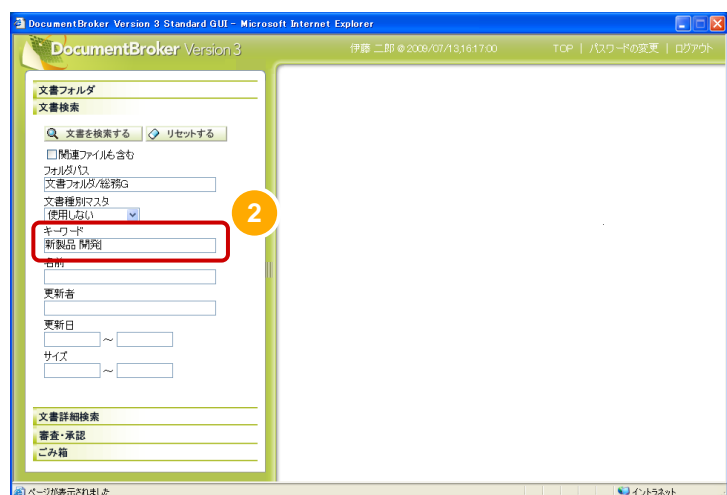 DocumentBroker Version 3 Standard GUI - Microsoft Internet Explorer
DocumentBroker Version 3
伊藤 二郎 @ 2009/07/13,16:17:00
TOP | パスワードの変更 | ログアウト
文書フォルダ
文書検索
文書を検索する リセットする
関連ファイルも含む
フォルダパス
文書フォルダ/総務G
文書種別マスタ
使用しない
2
キーワード
新製品 開発
名前
更新者
更新日
～
サイズ
～
文書詳細検索
審査・承認
ごみ箱
ページが表示されました
イントラネット